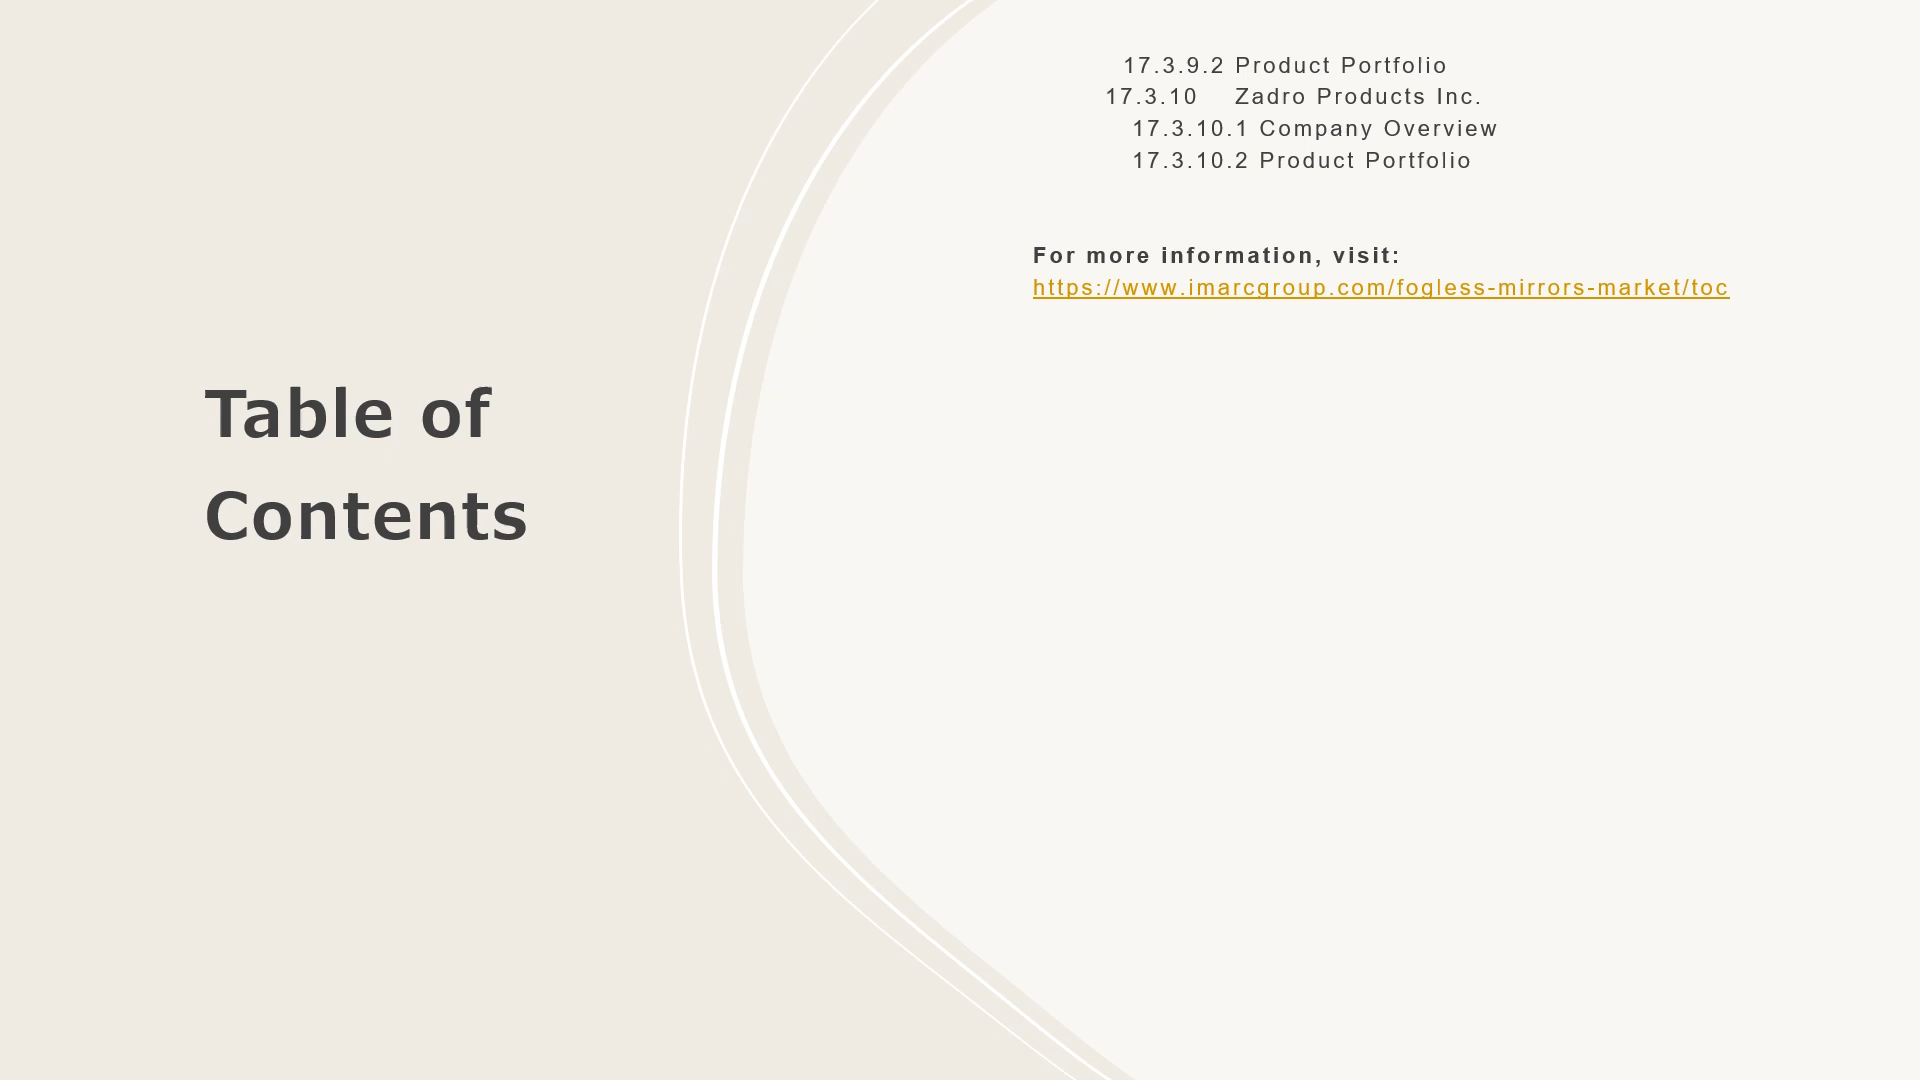 Table of
Contents
17.3.9.2 Product Portfolio
17.3.10 Zadro Products Inc.
17.3.10.1 Company Overview
17.3.10.2 Product Portfolio
For more information, visit:
https://www.imarcgroup.com/fogless-mirrors-market/toc